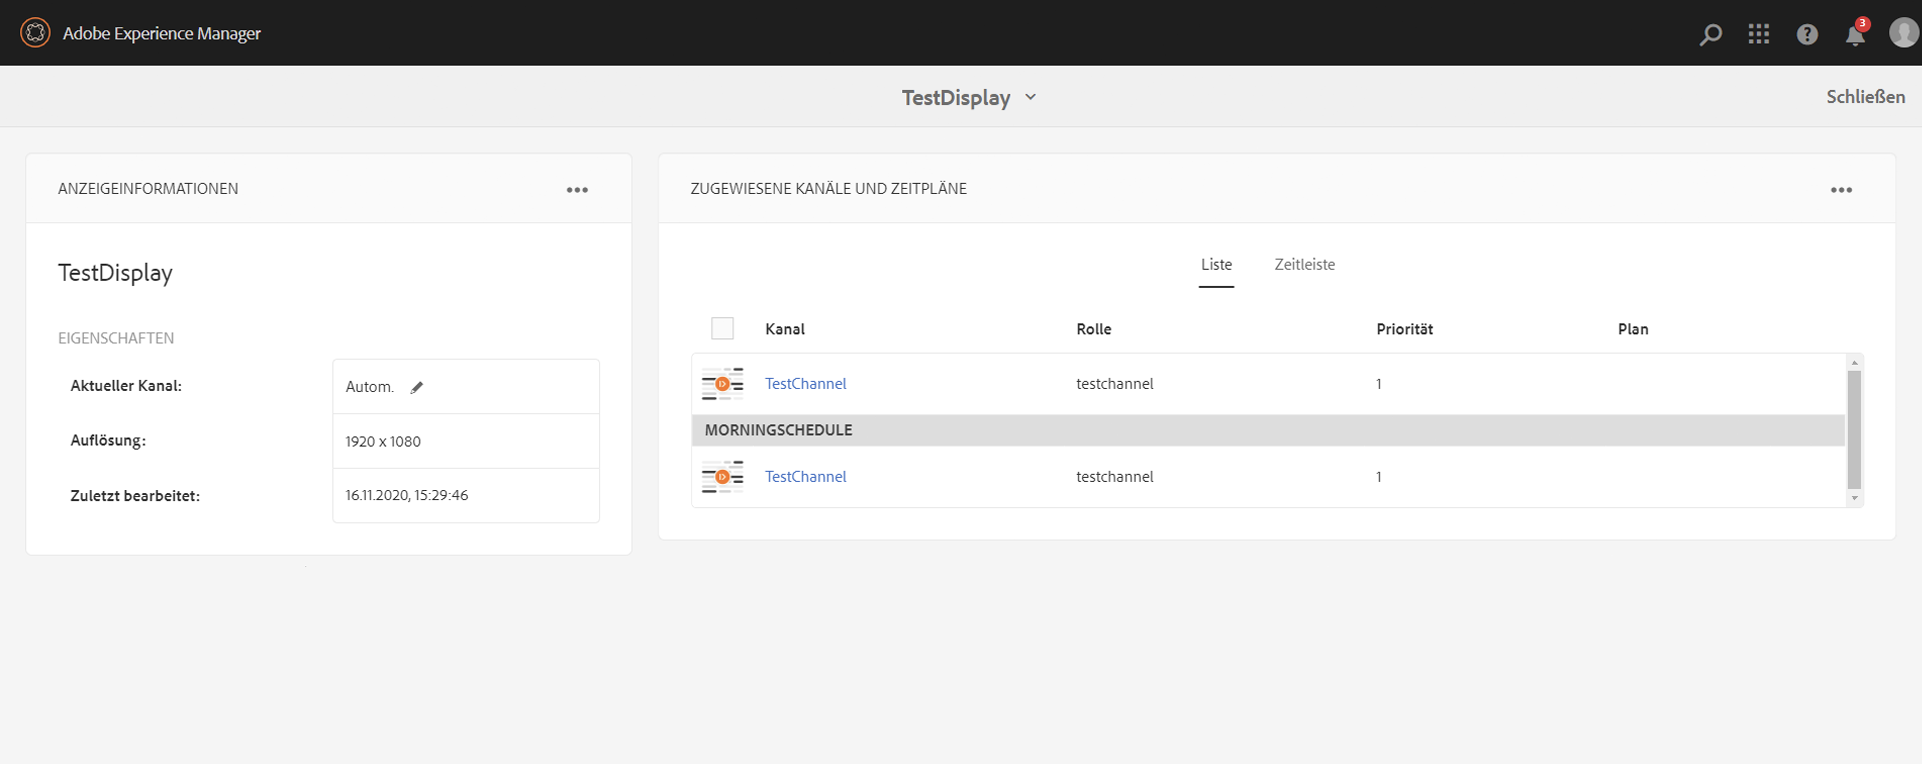 Adobe Experience Manager
3
TestDisplay
Schließen
ANZEIGEINFORMATIONEN
TestDisplay
EIGENSCHAFTEN
Aktueller Kanal: Autom.
Auflösung: 1920 x 1080
Zuletzt bearbeitet: 16.11.2020, 15:29:46
ZUGEWIESENE KANÄLE UND ZEITPLÄNE
Liste Zeitleiste
Kanal Rolle Priorität Plan
D TestChannel testchannel 1
MORNINGSCHEDULE
D TestChannel testchannel 1